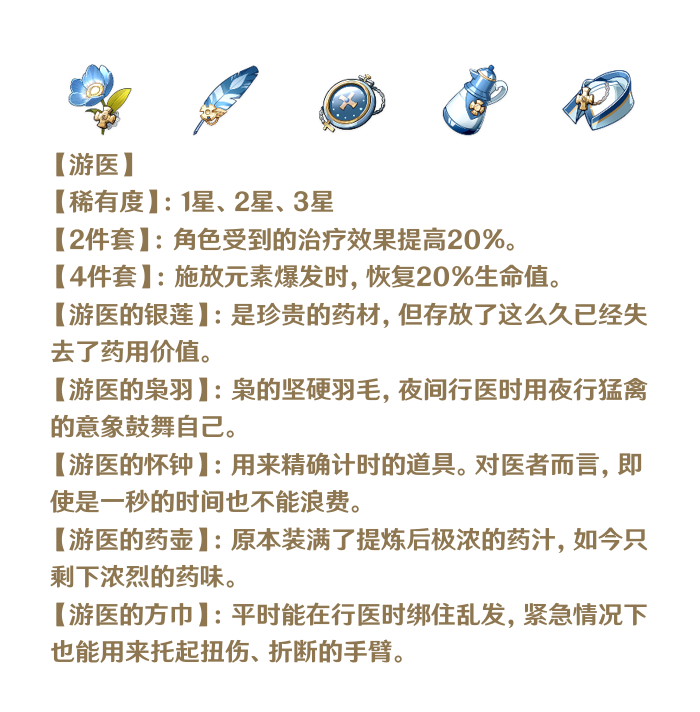 【游医】
【稀有度】：1星、2星、3星
【2件套】：角色受到的治疗效果提高20%。
【4件套】：施放元素爆发时，恢复20%生命值。
【游医的银莲】：是珍贵的药材，但存放了这么久已经失
去了药用价值。
【游医的枭羽】：枭的坚硬羽毛，夜间行医时用夜行猛禽
的意象鼓舞自己。
【游医的怀钟】：用来精确计时的道具。对医者而言，即
使是一秒的时间也不能浪费。
【游医的药壶】：原本装满了提炼后极浓的药汁，如今只
剩下浓烈的药味。
【游医的方巾】：平时能在行医时绑住乱发，紧急情况下
也能用来托起扭伤、折断的手臂。